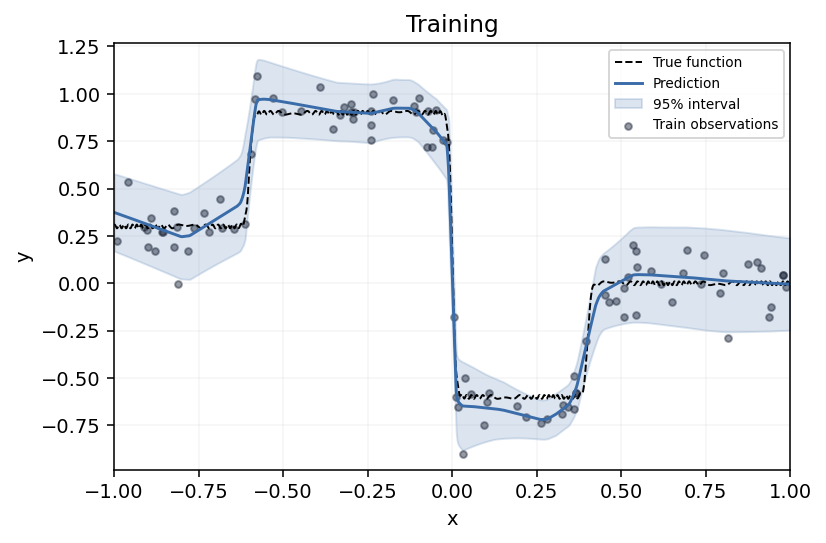 Training
1.25
1.00
0.75
0.50
0.25
0.00
−0.25
−0.50
−0.75
y
−1.00 −0.75 −0.50 −0.25 0.00 0.25 0.50 0.75 1.00
x
True function
Prediction
95% interval
Train observations